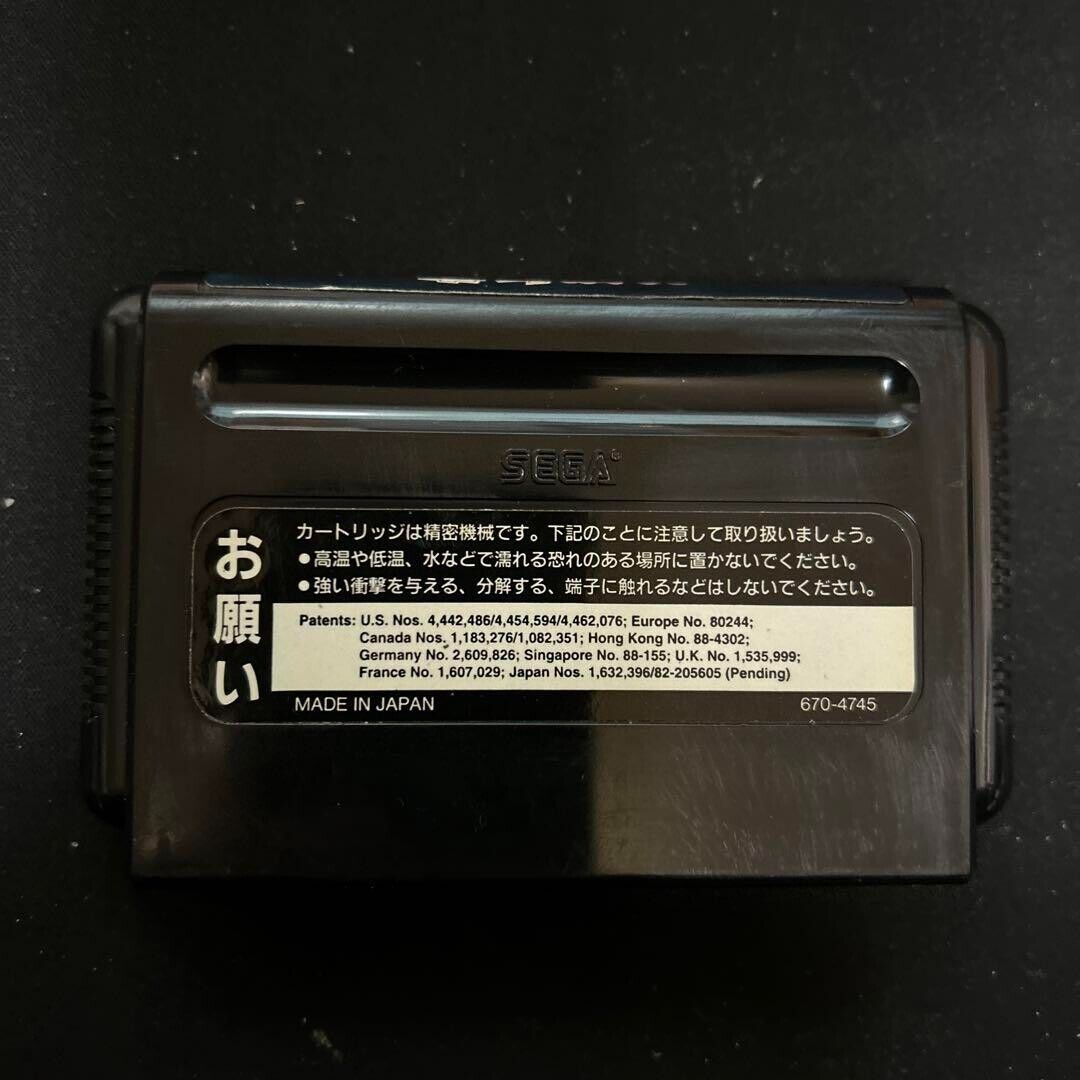 SEGA®
お願い
カートリッジは精密機械です。下記のことに注意して取り扱いましょう。
●高温や低温、水などで濡れる恐れのある場所に置かないでください。
●強い衝撃を与える、分解する、端子に触れるなどはしないでください。
Patents: U.S. Nos. 4,442,486/4,454,594/4,462,076; Europe No. 80244;
Canada Nos. 1,183,276/1,082,351; Hong Kong No. 88-4302;
Germany No. 2,609,826; Singapore No. 88-155; U.K. No. 1,535,999;
France No. 1,607,029; Japan Nos. 1,632,396/82-205605 (Pending)
MADE IN JAPAN
670-4745